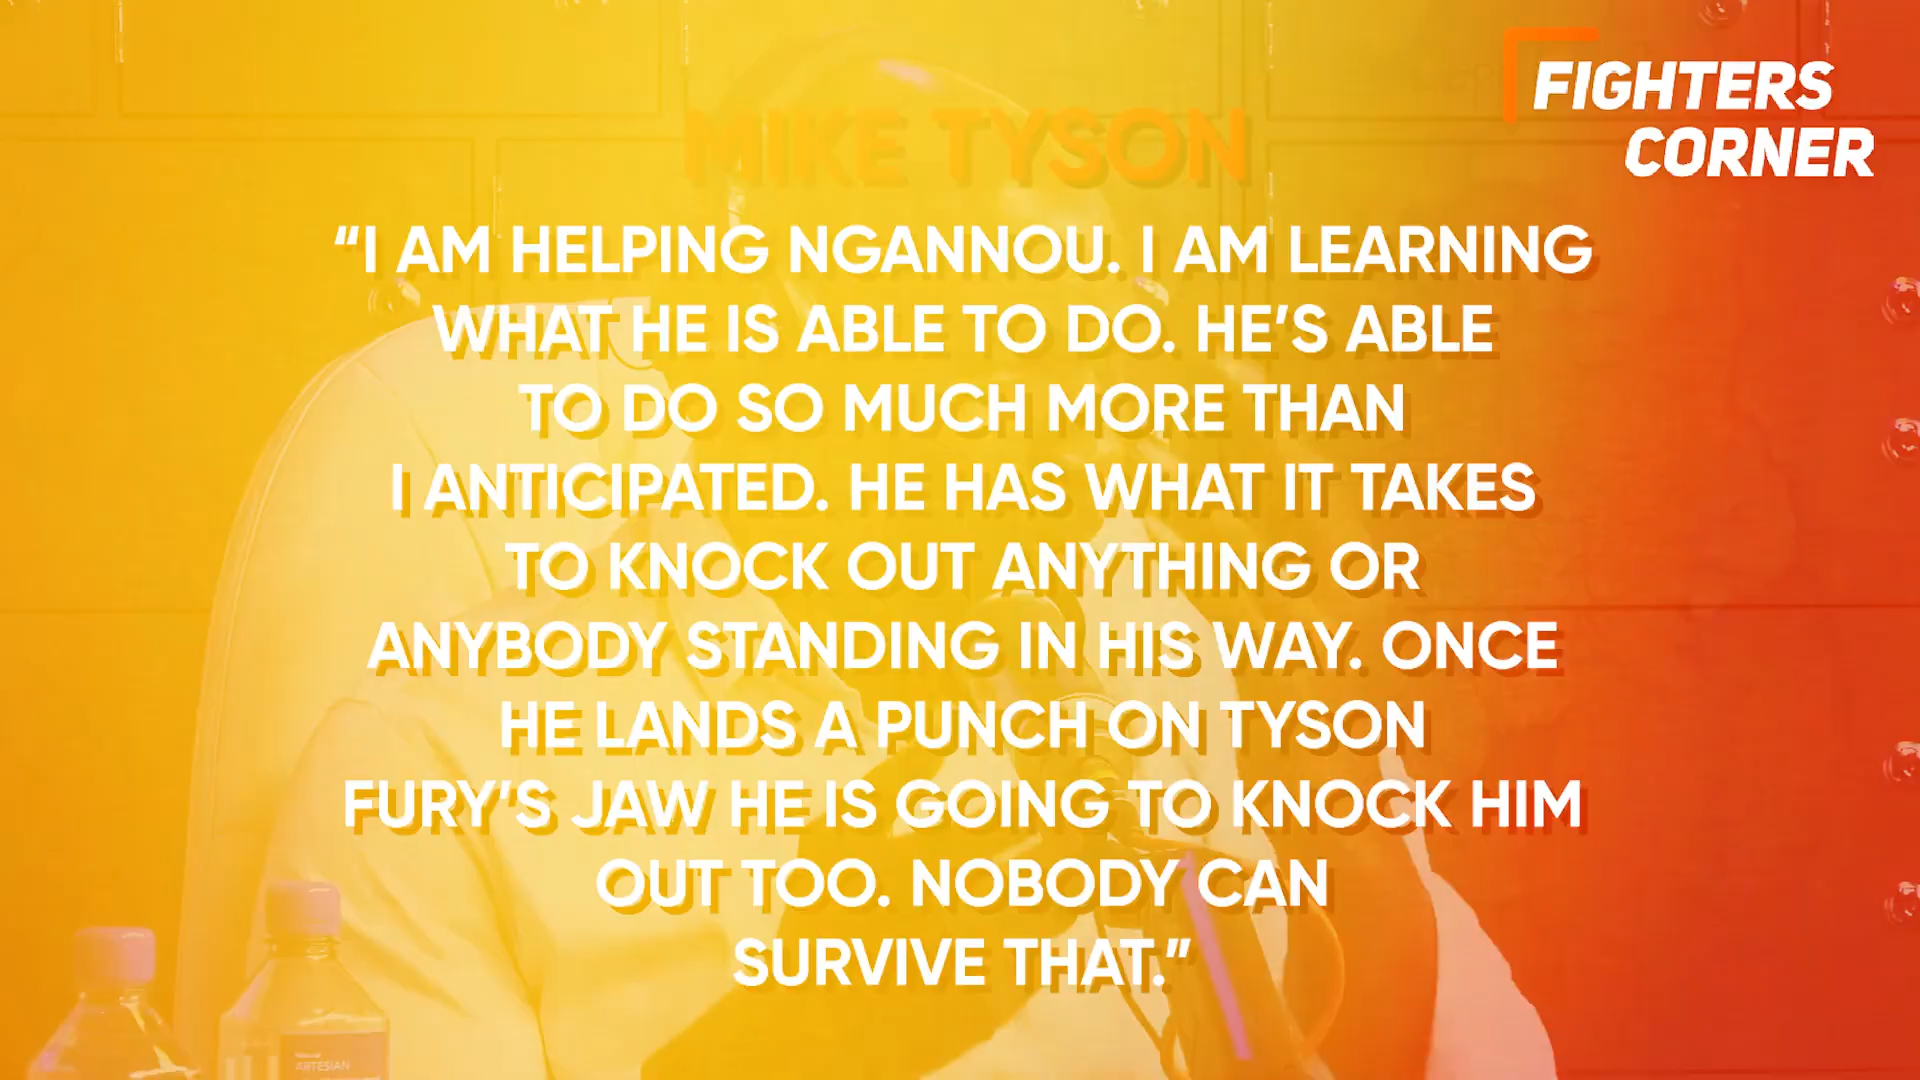 FIGHTERS
CORNER
MIKE TYSON
“I AM HELPING NGANNOU. I AM LEARNING
WHAT HE IS ABLE TO DO. HE’S ABLE
TO DO SO MUCH MORE THAN
I ANTICIPATED. HE HAS WHAT IT TAKES
TO KNOCK OUT ANYTHING OR
ANYBODY STANDING IN HIS WAY. ONCE
HE LANDS A PUNCH ON TYSON
FURY’S JAW HE IS GOING TO KNOCK HIM
OUT TOO. NOBODY CAN
SURVIVE THAT.”
ARTESIAN